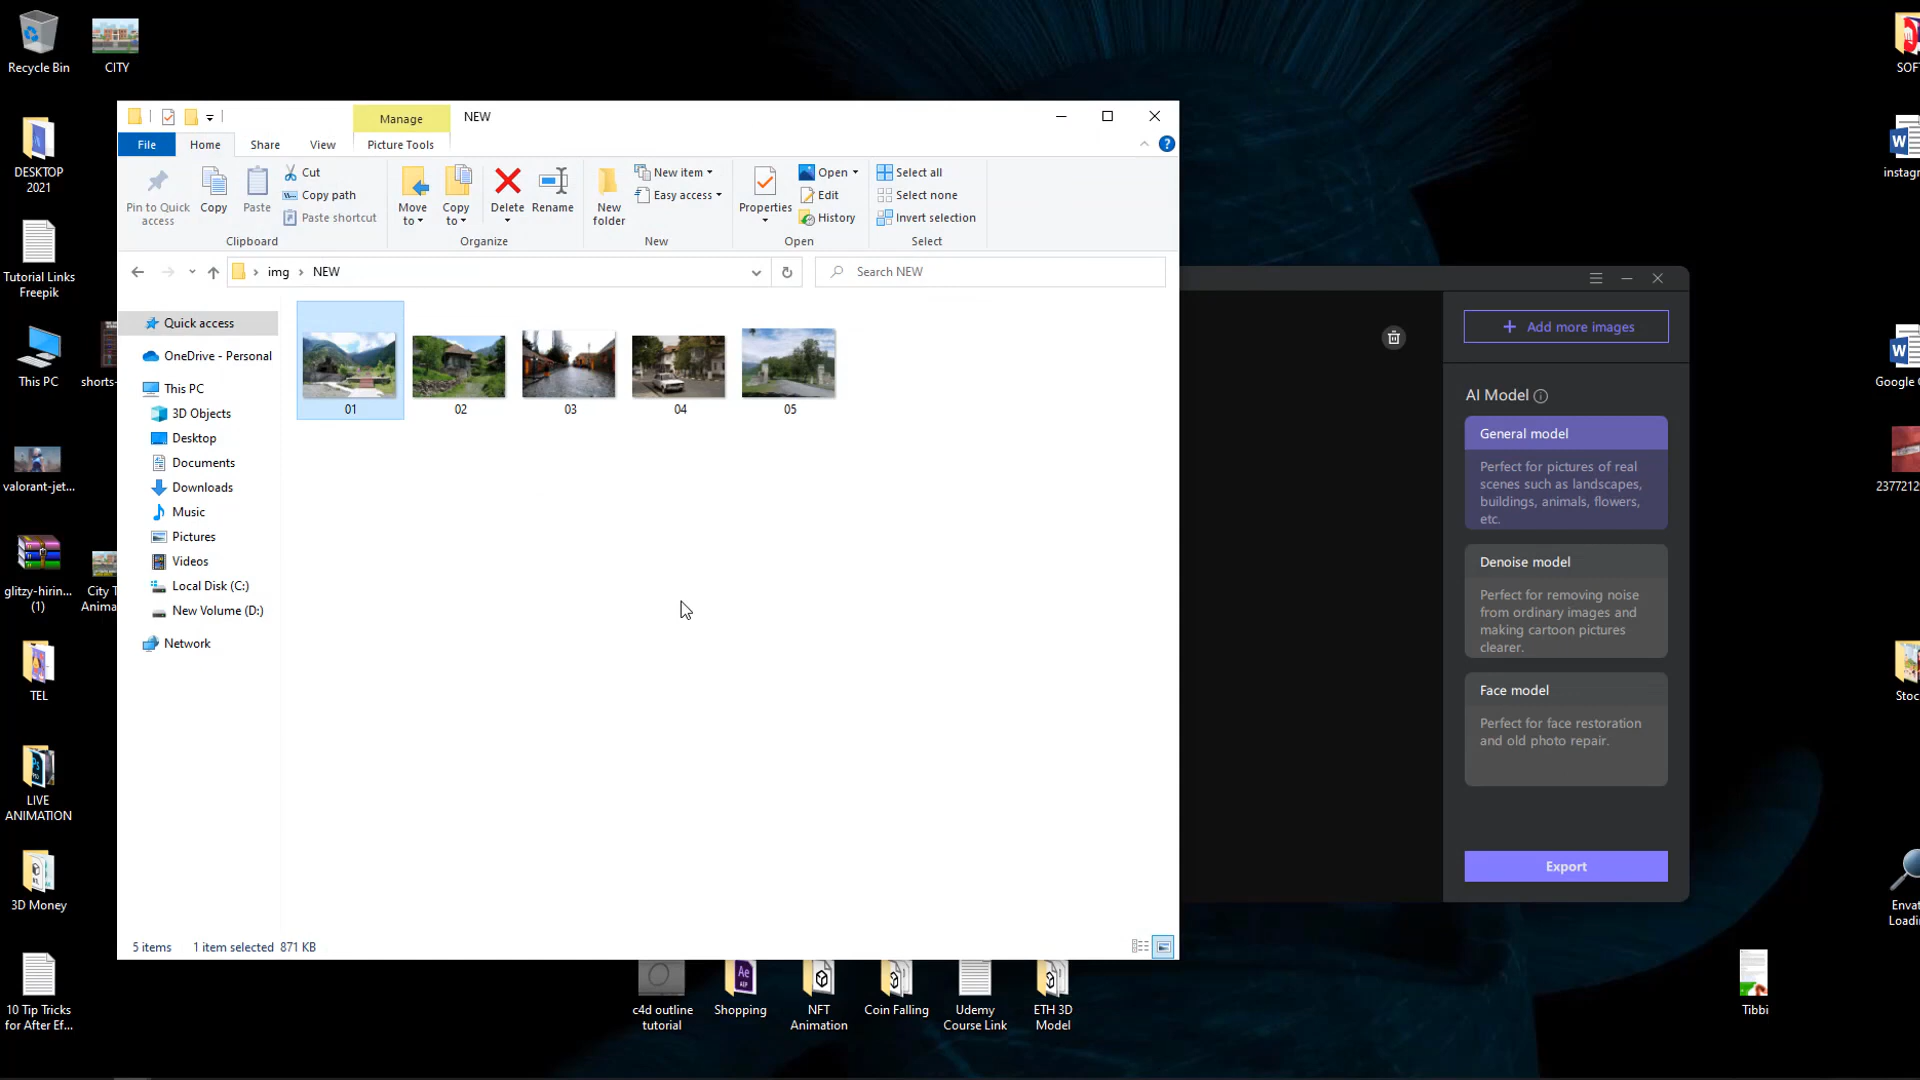 Recycle Bin
CITY
DESKTOP
2021
Tutorial Links
Freepik
This PC
shorts-
valorant-jet...
glitzy-hirin...
(1)
City T
Anima
TEL
LIVE
ANIMATION
3D Money
10 Tip Tricks
for After Ef...
Manage
NEW
File
Home
Share
View
Picture Tools
Pin to Quick
access
Copy
Paste
Cut
Copy path
Paste shortcut
Clipboard
Move
to
Copy
to
Delete
Rename
Organize
New
folder
New item
Easy access
New
Properties
Open
Edit
History
Open
Select all
Select none
Invert selection
Select
img
NEW
Search NEW
Quick access
OneDrive - Personal
This PC
3D Objects
Desktop
Documents
Downloads
Music
Pictures
Videos
Local Disk (C:)
New Volume (D:)
Network
01
02
03
04
05
5 items
1 item selected
871 KB
Add more images
AI Model
General model
Perfect for pictures of real
scenes such as landscapes,
buildings, animals, flowers,
etc.
Denoise model
Perfect for removing noise
from ordinary images and
making cartoon pictures
clearer.
Face model
Perfect for face restoration
and old photo repair.
Export
c4d outline
tutorial
Shopping
NFT
Animation
Coin Falling
Udemy
Course Link
ETH 3D
Model
Tibbi
SOF
instagr
Google
2377212
Stoc
Envat
Loadin